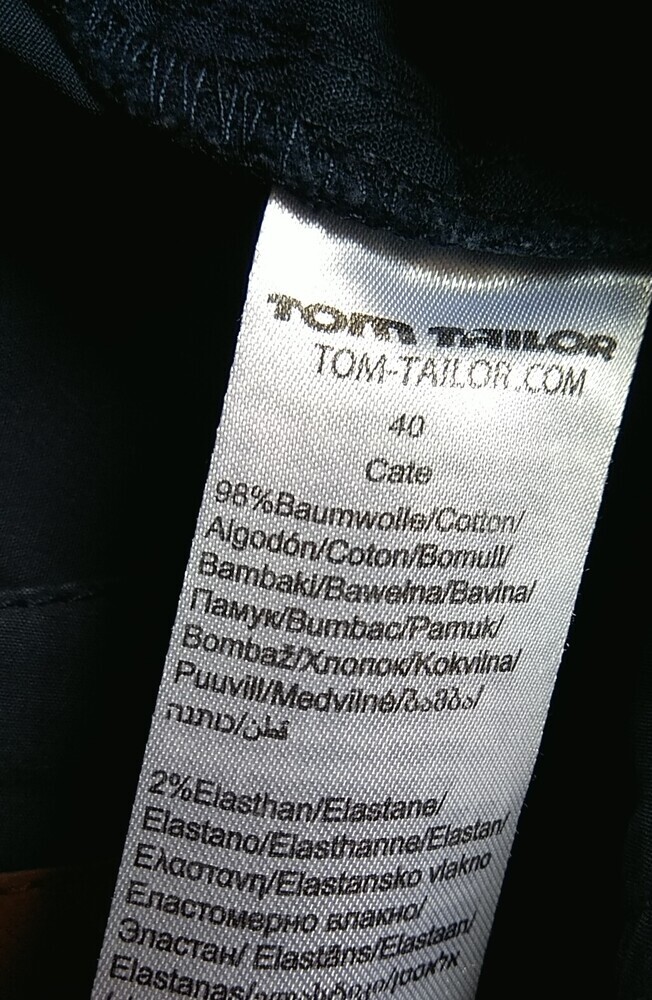 TOM TAILOR
TOM-TAILOR.COM
40
Cate
98%Baumwolle/Cotton/
Algodón/Coton/Bomull/
Bambaki/Bawełna/Bavlna/
Памук/Bumbac/Pamuk/
Bombaž/Хлопок/Kokvilna/
Puuvill/Medvilné/ბამბა/
כותנה/قطن
2%Elasthan/Elastane/
Elastano/Elasthanne/Elastan/
Ελαστανη/Elastansko vlakno
Еластомерно влакно/
Эластан/ Elastāns/Elastaan/
Elastanas/